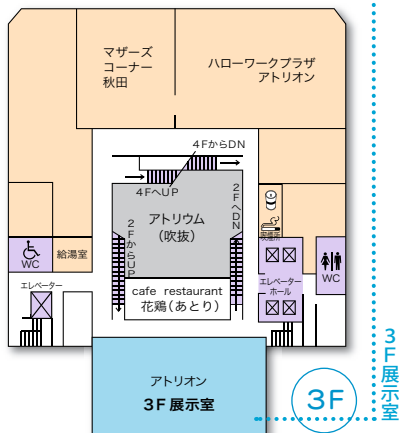 マザーズ
コーナー
秋田
ハローワークプラザ
アトリオン
4FからDN
4FへUP
2FへDN
アトリウム
(吹抜)
2FからUP
喫煙所
WC
給湯室
エレベーター
cafe restaurant
花鶏(あとり)
エレベーター
ホール
WC
アトリオン
3F 展示室
3F
3F展示室